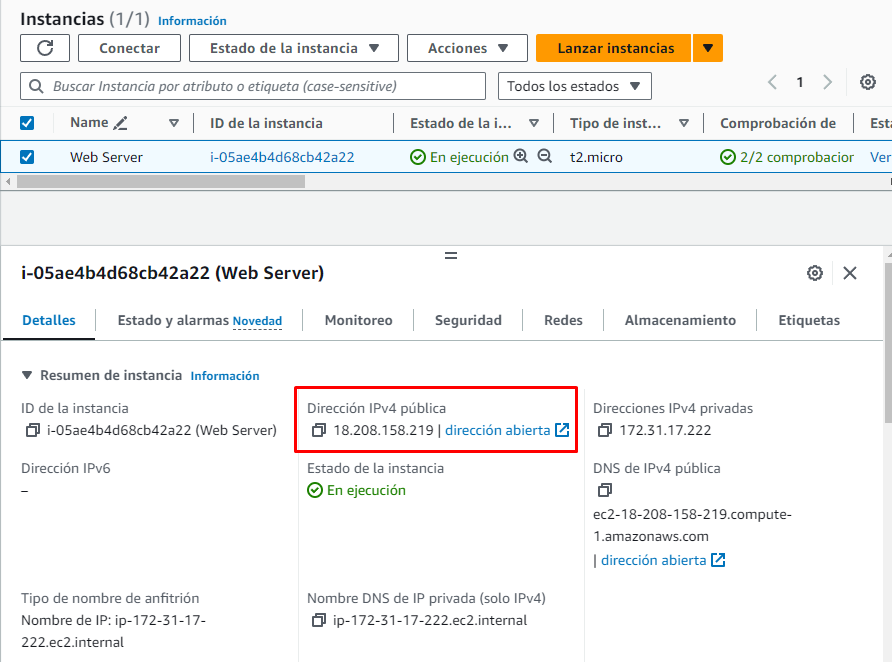 Instancias (1/1) Información
Conectar Estado de la instancia Acciones Lanzar instancias
Buscar Instancia por atributo o etiqueta (case-sensitive) Todos los estados 1
Name ID de la instancia Estado de la i... Tipo de inst... Comprobación de Est
Web Server i-05ae4b4d68cb42a22 En ejecución t2.micro 2/2 comprobacior Ver
i-05ae4b4d68cb42a22 (Web Server)
Detalles Estado y alarmas Novedad Monitoreo Seguridad Redes Almacenamiento Etiquetas
Resumen de instancia Información
ID de la instancia
i-05ae4b4d68cb42a22 (Web Server)
Dirección IPv4 pública
18.208.158.219 | dirección abierta
Direcciones IPv4 privadas
172.31.17.222
Dirección IPv6
–
Estado de la instancia
En ejecución
DNS de IPv4 pública
ec2-18-208-158-219.compute-
1.amazonaws.com
| dirección abierta
Tipo de nombre de anfitrión
Nombre de IP: ip-172-31-17-
222.ec2.internal
Nombre DNS de IP privada (solo IPv4)
ip-172-31-17-222.ec2.internal